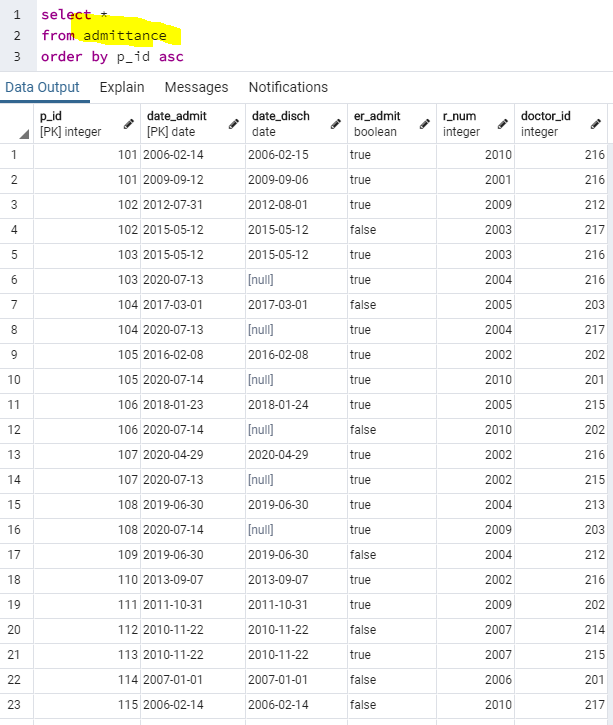 1 select *
2 from admittance
3 order by p_id asc
Data Output Explain Messages Notifications
p_id date_admit date_disch er_admit r_num doctor_id
[PK] integer [PK] date date boolean integer integer
1 101 2006-02-14 2006-02-15 true 2010 216
2 101 2009-09-12 2009-09-06 true 2001 216
3 102 2012-07-31 2012-08-01 true 2009 212
4 102 2015-05-12 2015-05-12 false 2003 217
5 103 2015-05-12 2015-05-12 true 2003 216
6 103 2020-07-13 [null] true 2004 216
7 104 2017-03-01 2017-03-01 false 2005 203
8 104 2020-07-13 [null] true 2004 217
9 105 2016-02-08 2016-02-08 true 2002 202
10 105 2020-07-14 [null] true 2010 201
11 106 2018-01-23 2018-01-24 true 2005 215
12 106 2020-07-14 [null] false 2010 202
13 107 2020-04-29 2020-04-29 true 2002 216
14 107 2020-07-13 [null] true 2002 215
15 108 2019-06-30 2019-06-30 true 2004 213
16 108 2020-07-14 [null] true 2009 203
17 109 2019-06-30 2019-06-30 false 2004 212
18 110 2013-09-07 2013-09-07 true 2002 216
19 111 2011-10-31 2011-10-31 true 2009 202
20 112 2010-11-22 2010-11-22 false 2007 214
21 113 2010-11-22 2010-11-22 true 2007 215
22 114 2007-01-01 2007-01-01 false 2006 201
23 115 2006-02-14 2006-02-14 false 2010 217